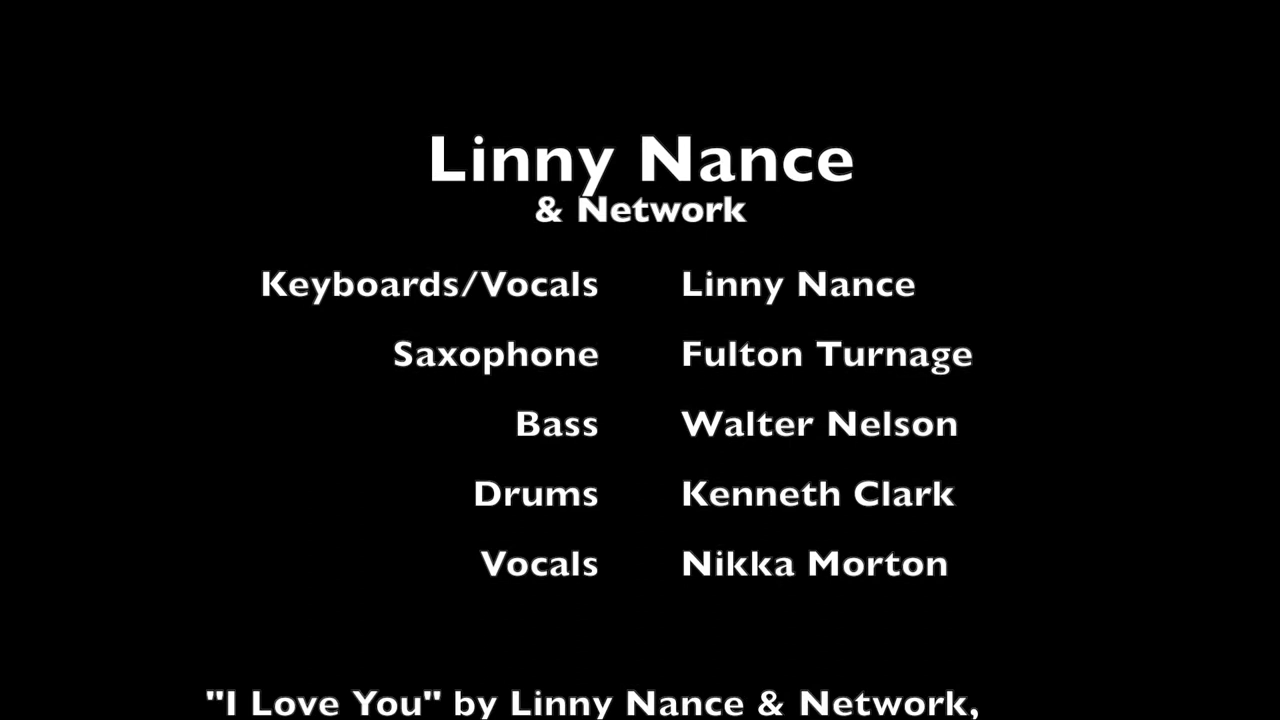 Linny Nance
& Network
Keyboards/Vocals Linny Nance
Saxophone Fulton Turnage
Bass Walter Nelson
Drums Kenneth Clark
Vocals Nikka Morton
"I Love You" by Linny Nance & Network,